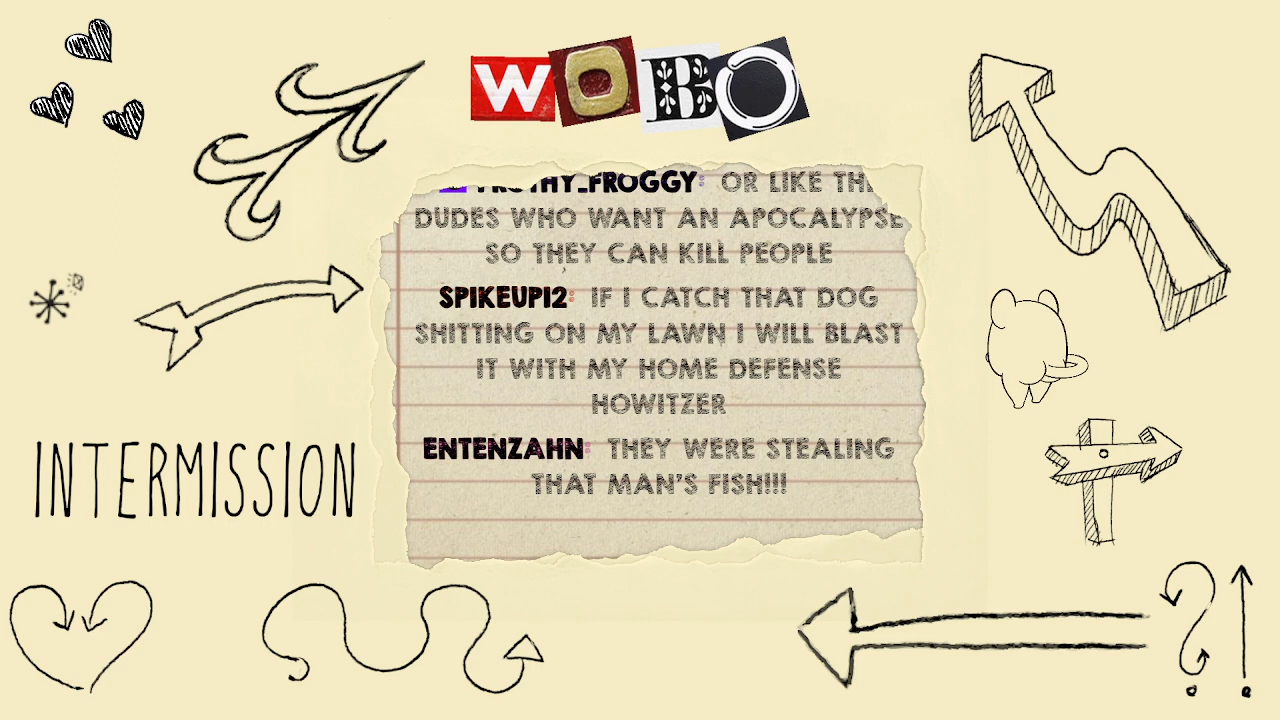 WOBO
FROTHY_FROGGY: OR LIKE THE
DUDES WHO WANT AN APOCALYPSE
SO THEY CAN KILL PEOPLE
SPIKEUP12: IF I CATCH THAT DOG
SHITTING ON MY LAWN I WILL BLAST
IT WITH MY HOME DEFENSE
HOWITZER
ENTENZAHN: THEY WERE STEALING
THAT MAN'S FISH!!!
INTERMISSION
?!